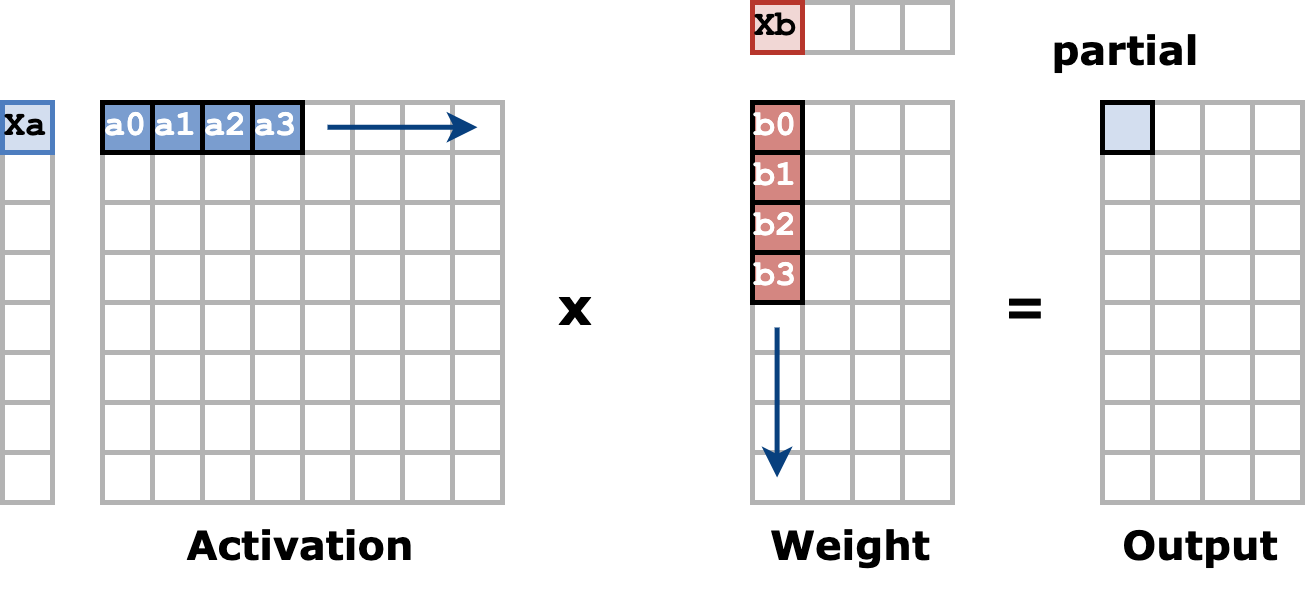 Xb
partial
Xa
a0 a1 a2 a3
b0
b1
b2
b3
x
=
Activation
Weight
Output